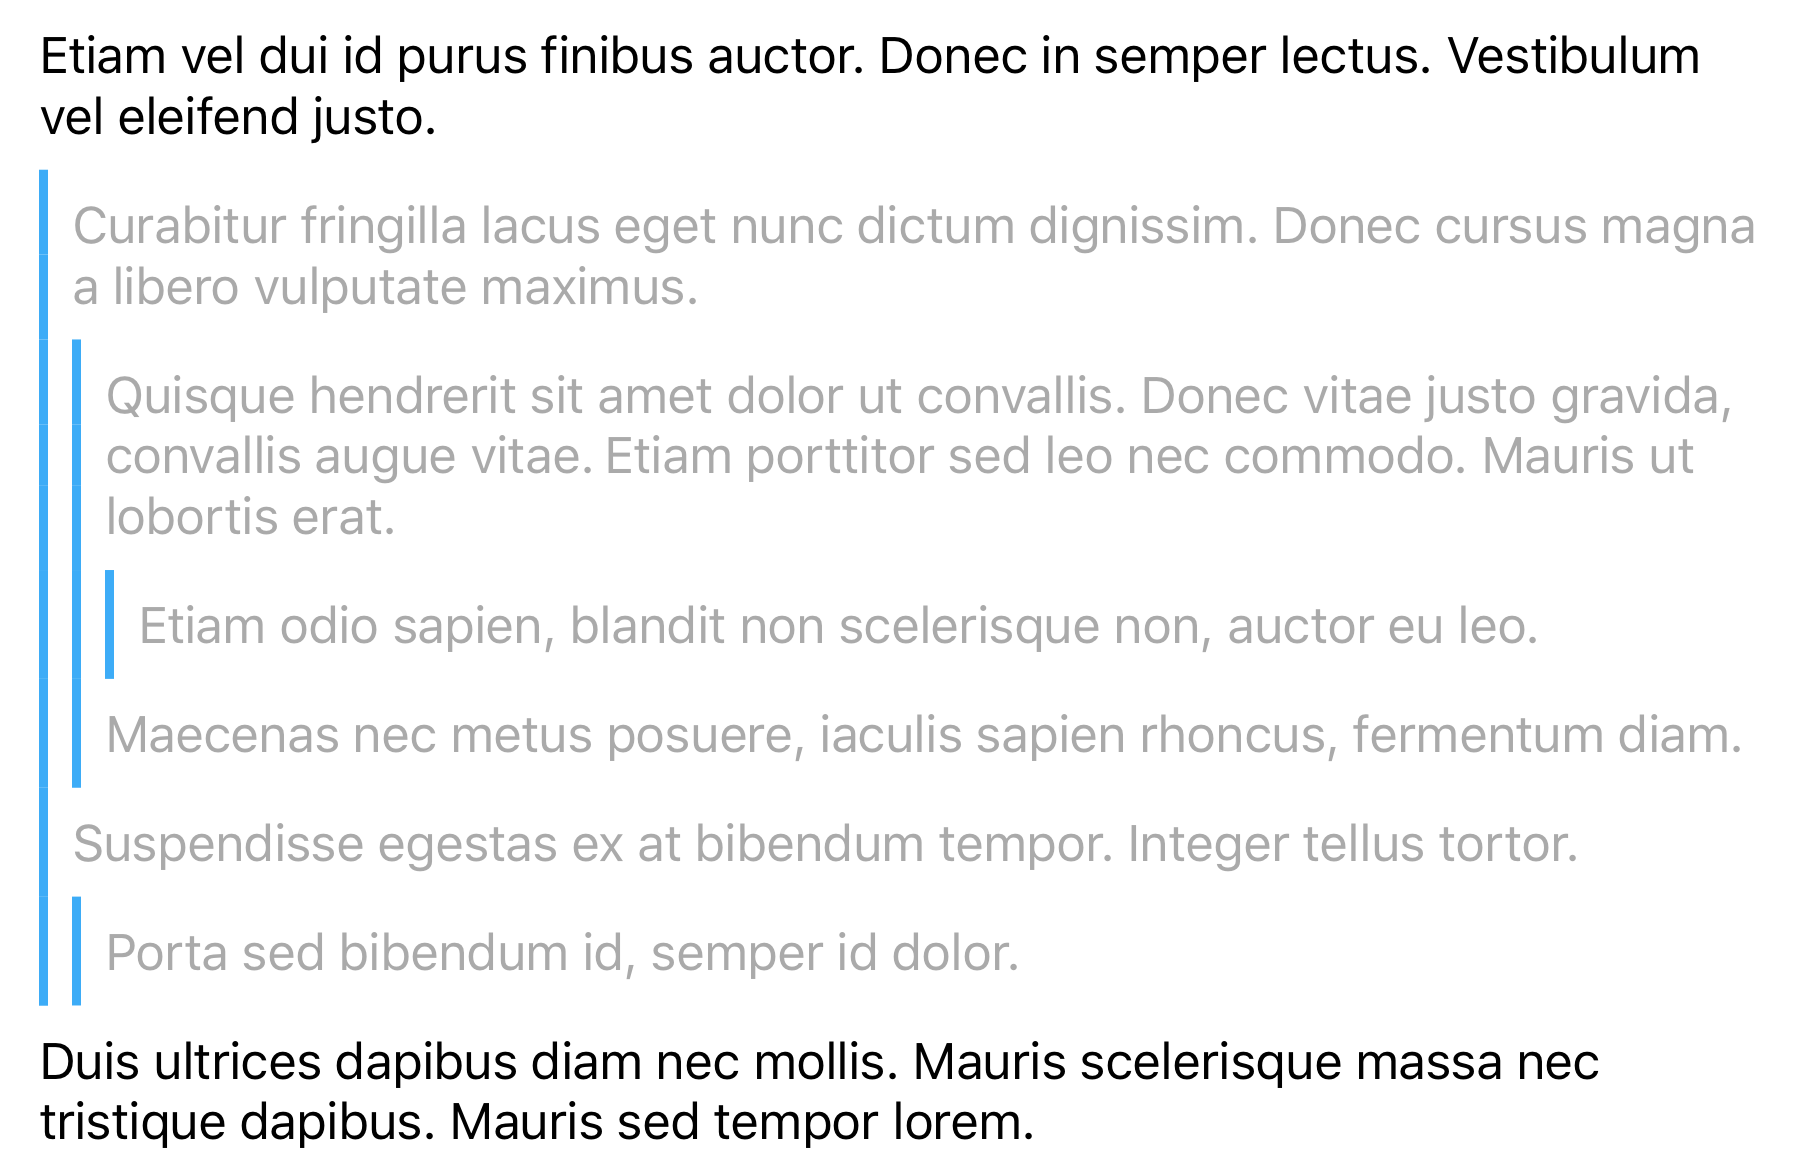 Etiam vel dui id purus finibus auctor. Donec in semper lectus. Vestibulum
vel eleifend justo.
Curabitur fringilla lacus eget nunc dictum dignissim. Donec cursus magna
a libero vulputate maximus.
Quisque hendrerit sit amet dolor ut convallis. Donec vitae justo gravida,
convallis augue vitae. Etiam porttitor sed leo nec commodo. Mauris ut
lobortis erat.
Etiam odio sapien, blandit non scelerisque non, auctor eu leo.
Maecenas nec metus posuere, iaculis sapien rhoncus, fermentum diam.
Suspendisse egestas ex at bibendum tempor. Integer tellus tortor.
Porta sed bibendum id, semper id dolor.
Duis ultrices dapibus diam nec mollis. Mauris scelerisque massa nec
tristique dapibus. Mauris sed tempor lorem.